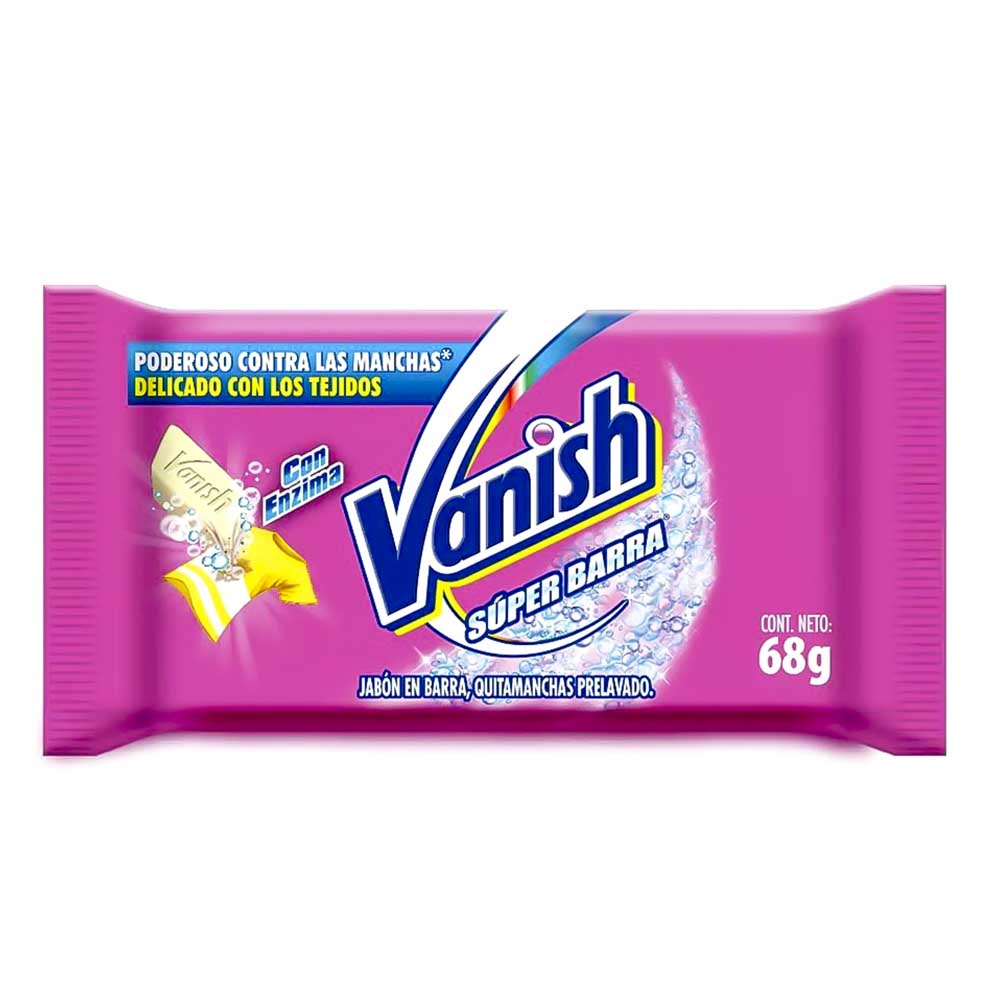 PODEROSO CONTRA LAS MANCHAS*
DELICADO CON LOS TEJIDOS
Vanish
Con
Enzima
Vanish
SÚPER BARRA®
JABÓN EN BARRA, QUITAMANCHAS PRELAVADO.
CONT. NETO:
68g